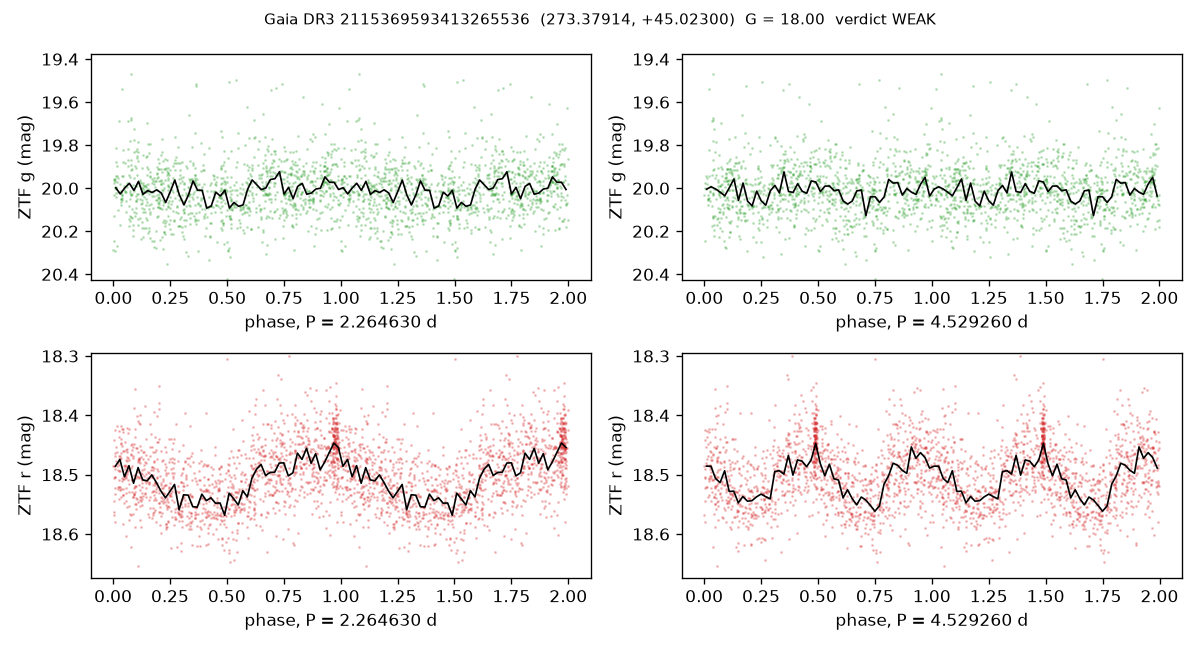 Gaia DR3 2115369593413265536 (273.37914, +45.02300) G = 18.00 verdict WEAK
19.4
19.6
19.8
20.0
20.2
20.4
ZTF g (mag)
0.00 0.25 0.50 0.75 1.00 1.25 1.50 1.75 2.00
phase, P = 2.264630 d
19.4
19.6
19.8
20.0
20.2
20.4
ZTF g (mag)
0.00 0.25 0.50 0.75 1.00 1.25 1.50 1.75 2.00
phase, P = 4.529260 d
18.3
18.4
18.5
18.6
ZTF r (mag)
0.00 0.25 0.50 0.75 1.00 1.25 1.50 1.75 2.00
phase, P = 2.264630 d
18.3
18.4
18.5
18.6
ZTF r (mag)
0.00 0.25 0.50 0.75 1.00 1.25 1.50 1.75 2.00
phase, P = 4.529260 d